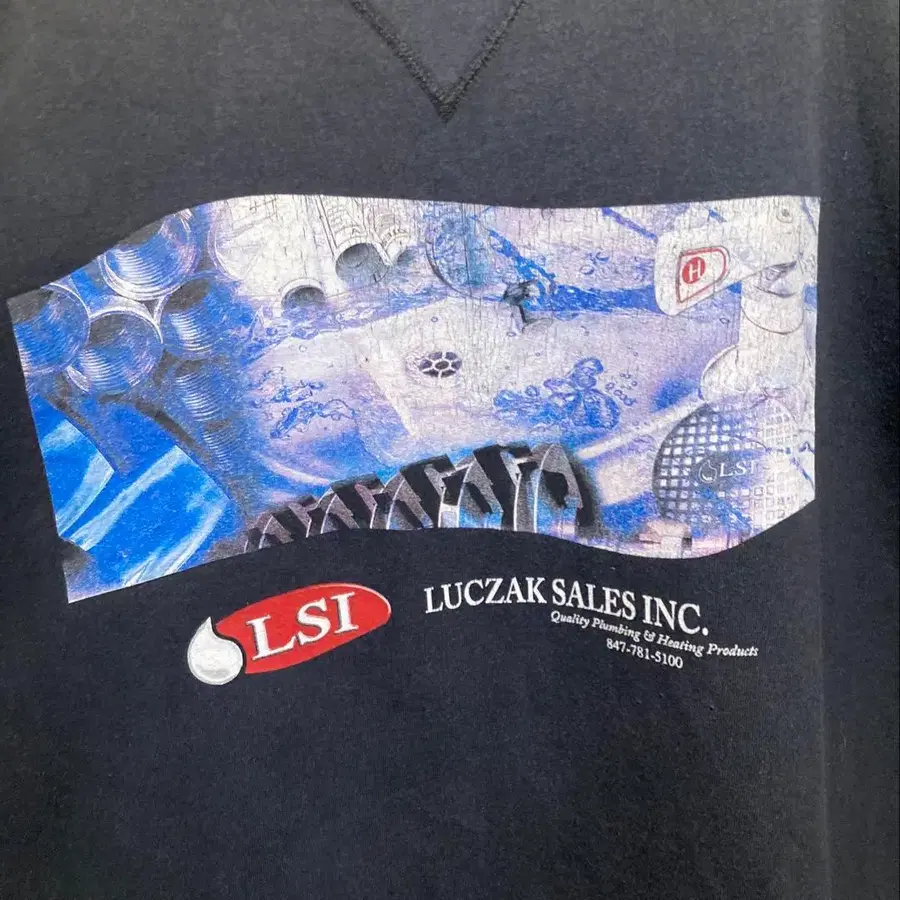 H
LSI
LSI
LUCZAK SALES INC.
Quality Plumbing & Heating Products
847-781-5100